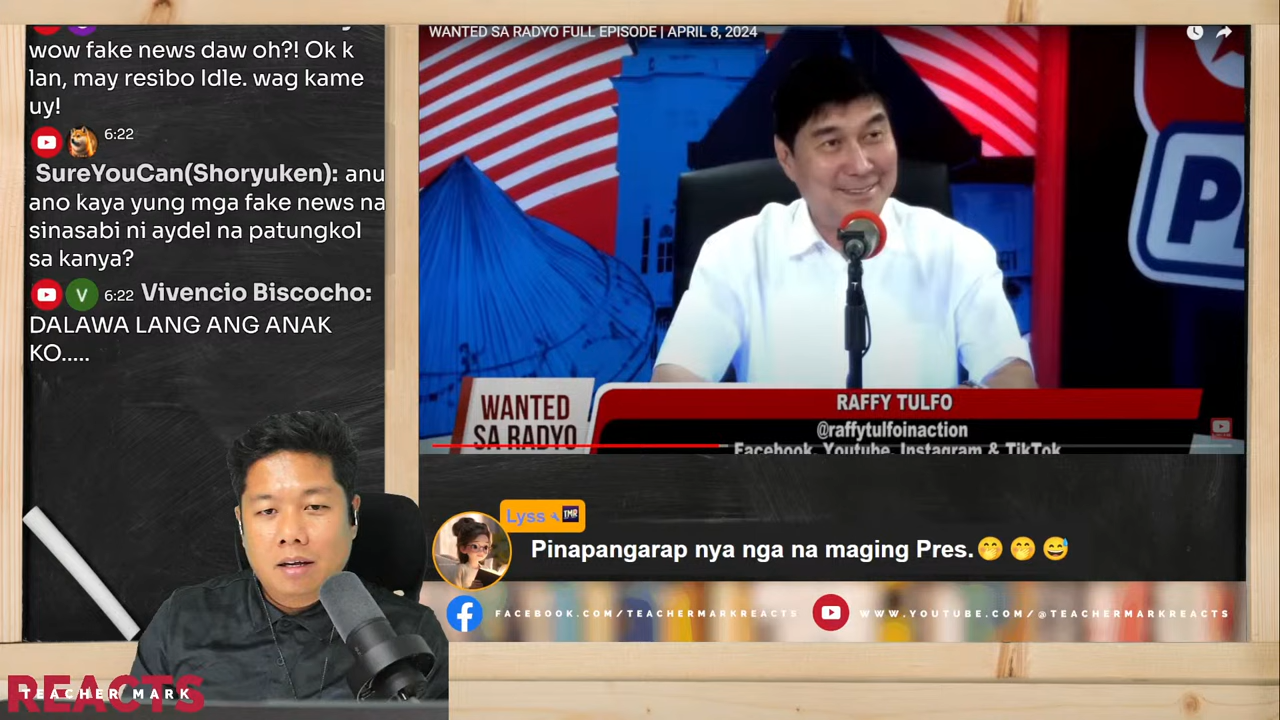 wow fake news daw oh?! Ok k
lan, may resibo ldle. wag kame
uy!
6:22
SureYouCan(Shoryuken): anu
ano kaya yung mga fake news na
sinasabi ni aydel na patungkol
sa kanya?
V 6:22 Vivencio Biscocho:
DALAWA LANG ANG ANAK
KO.....
WANTED SA RADYO FULL EPISODE | APRIL 8, 2024
WANTED
SA RADYO
RAFFY TULFO
@raffytulfoinaction
Facebook, Youtube, Instagram & TikTok
Lyss TMR
Pinapangarap nya nga na maging Pres.🤭🤭😅
FACEBOOK.COM/TEACHERMARKREACTS
WWW.YOUTUBE.COM/@TEACHERMARKREACTS
TEACHER MARK
REACTS